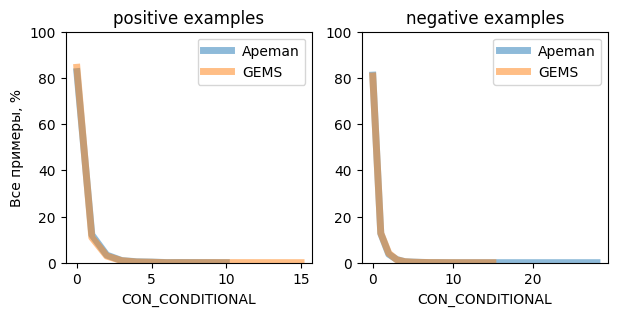 positive examples
negative examples
Все примеры, %
100
80
60
40
20
0
0
5
10
15
CON_CONDITIONAL
Apeman
GEMS
100
80
60
40
20
0
0
10
20
CON_CONDITIONAL
Apeman
GEMS